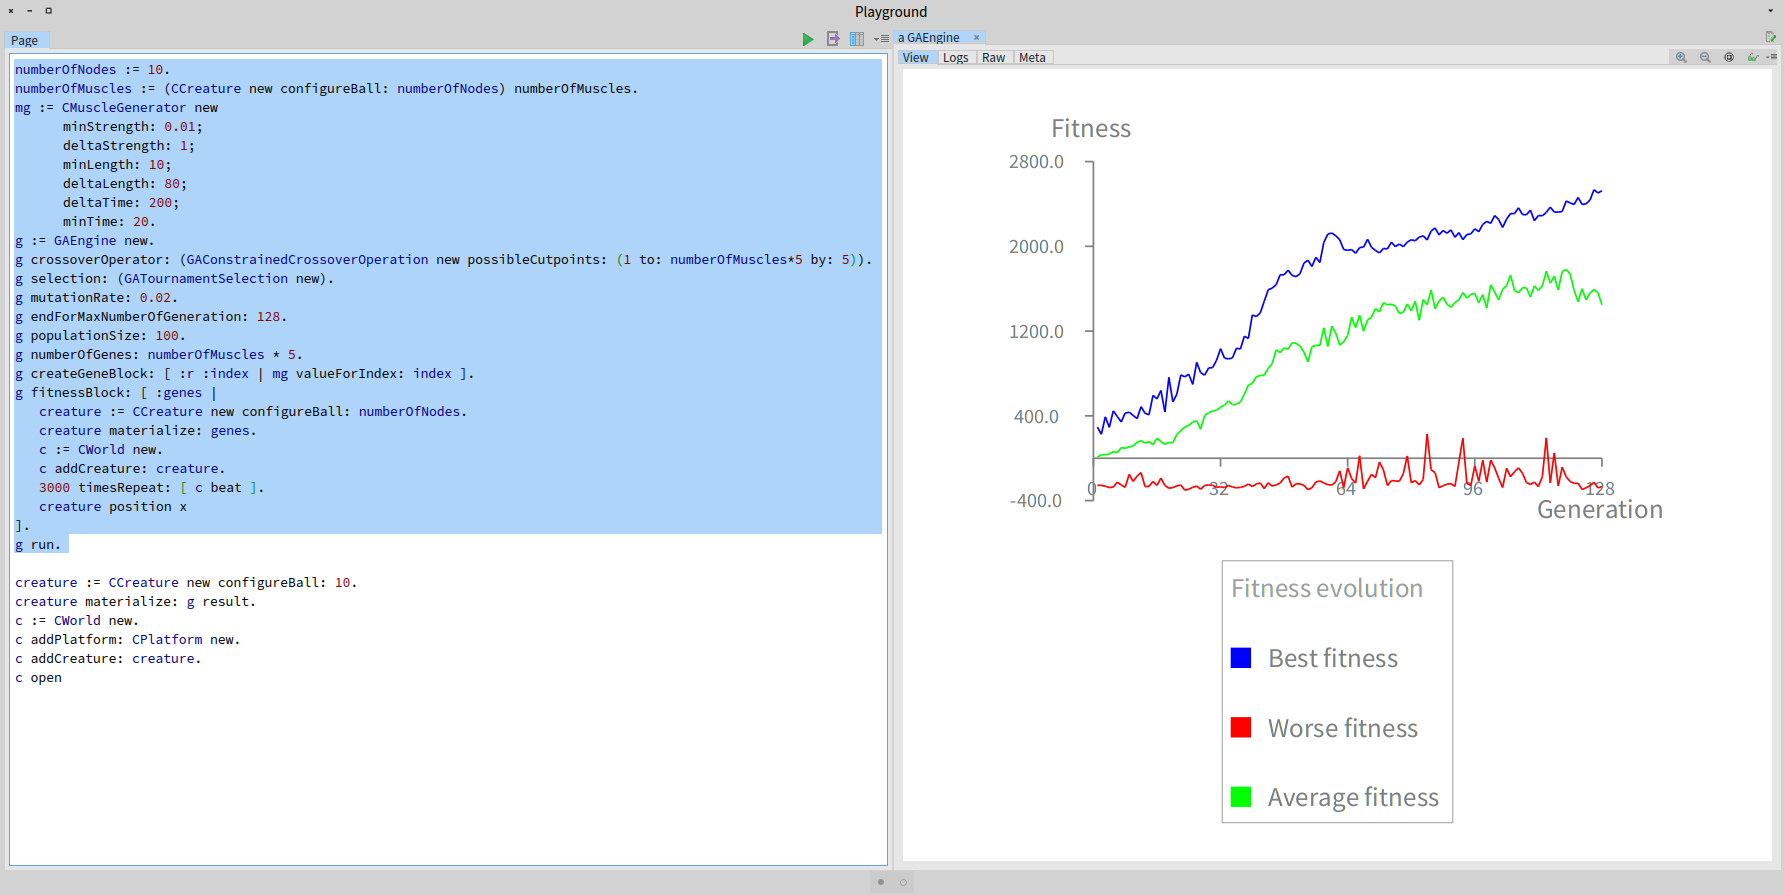 Playground
Page
numberOfNodes := 10.
numberOfMuscles := (CCreature new configureBall: numberOfNodes) numberOfMuscles.
mg := CMuscleGenerator new
minStrength: 0.01;
deltaStrength: 1;
minLength: 10;
deltaLength: 80;
deltaTime: 200;
minTime: 20.
g := GAEngine new.
g crossoverOperator: (GAConstrainedCrossoverOperation new possibleCutpoints: (1 to: numberOfMuscles*5 by: 5)).
g selection: (GATournamentSelection new).
g mutationRate: 0.02.
g endForMaxNumberOfGeneration: 128.
g populationSize: 100.
g numberOfGenes: numberOfMuscles * 5.
g createGeneBlock: [ :r :index | mg valueForIndex: index ].
g fitnessBlock: [ :genes |
creature := CCreature new configureBall: numberOfNodes.
creature materialize: genes.
c := CWorld new.
c addCreature: creature.
3000 timesRepeat: [ c beat ].
creature position x
].
g run.
creature := CCreature new configureBall: 10.
creature materialize: g result.
c := CWorld new.
c addPlatform: CPlatform new.
c addCreature: creature.
c open
a GAEngine
View Logs Raw Meta
Fitness
2800.0
2000.0
1200.0
400.0
-400.0
0 32 64 96 128
Generation
Fitness evolution
Best fitness
Worse fitness
Average fitness